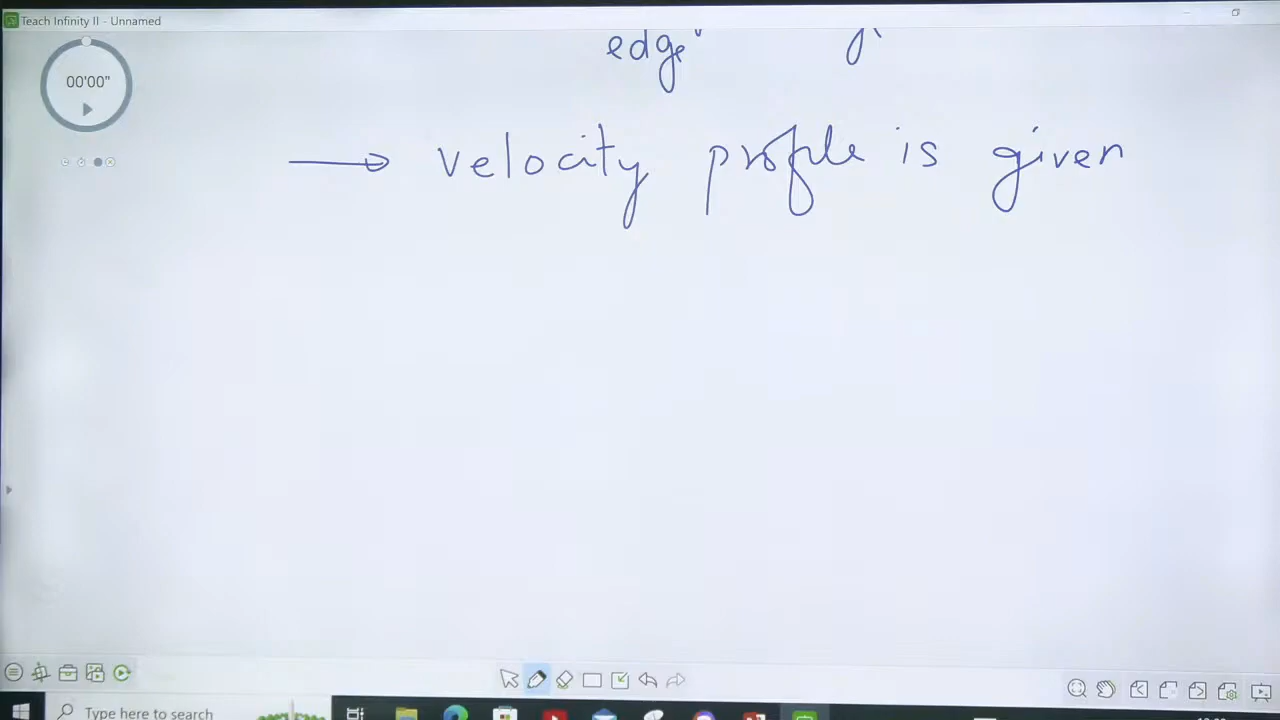 Teach Infinity II - Unnamed
edge
00'00"
→ velocity profile is given
Type here to search